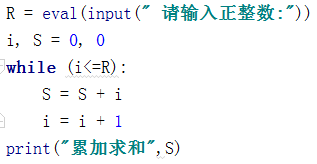 R = eval(input(" 请输入正整数:"))
i, S = 0, 0
while (i<=R):
    S = S + i
    i = i + 1
print("累加求和",S)